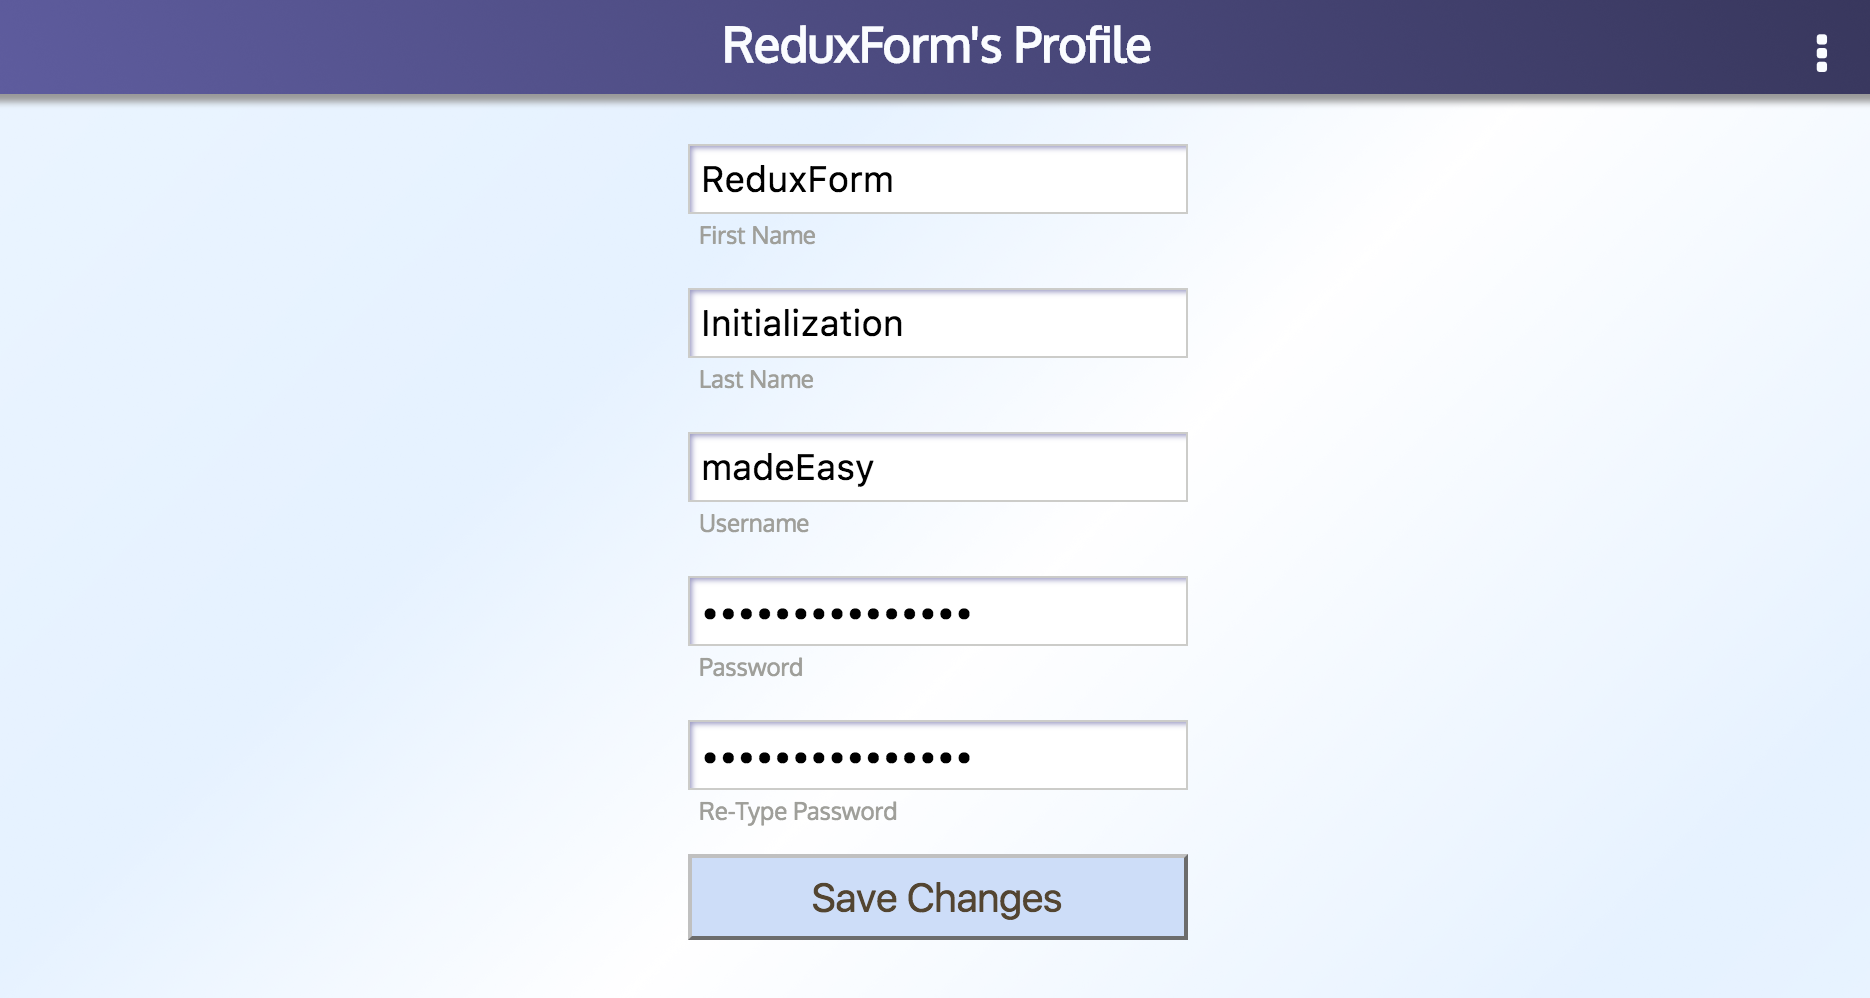 ReduxForm's Profile
ReduxForm
First Name
Initialization
Last Name
madeEasy
Username
•••••••••••••••
Password
•••••••••••••••
Re-Type Password
Save Changes